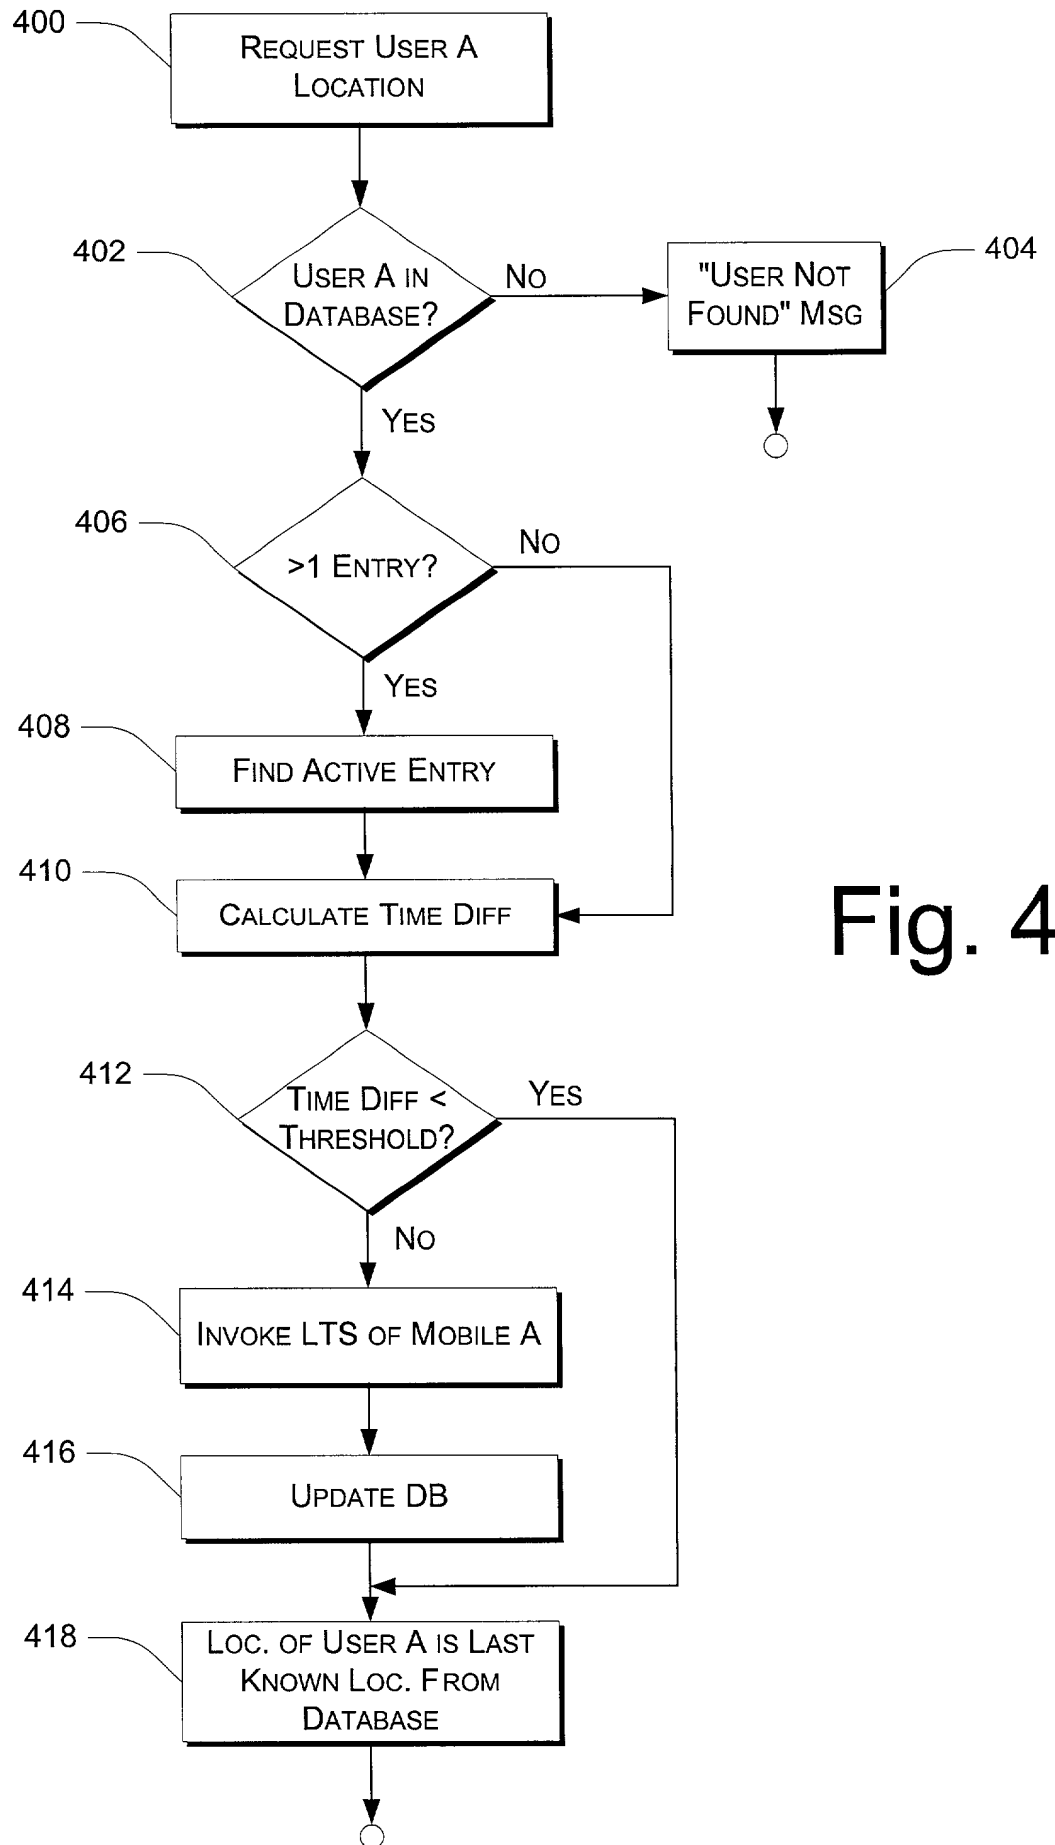 400
REQUEST USER A
LOCATION
402
USER A IN
DATABASE?
NO
"USER NOT
FOUND" MSG
404
YES
406
>1 ENTRY?
NO
YES
408
FIND ACTIVE ENTRY
410
CALCULATE TIME DIFF
Fig. 4
412
TIME DIFF <
THRESHOLD?
YES
NO
414
INVOKE LTS OF MOBILE A
416
UPDATE DB
418
LOC. OF USER A IS LAST
KNOWN LOC. FROM
DATABASE